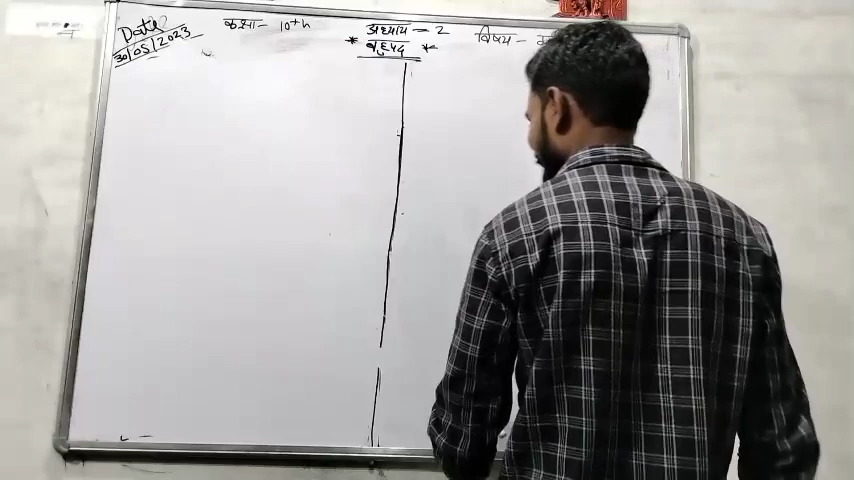 Date
30/05/2023
कक्षा - 10th
अध्याय = 2
* बहुपद *
विषय -